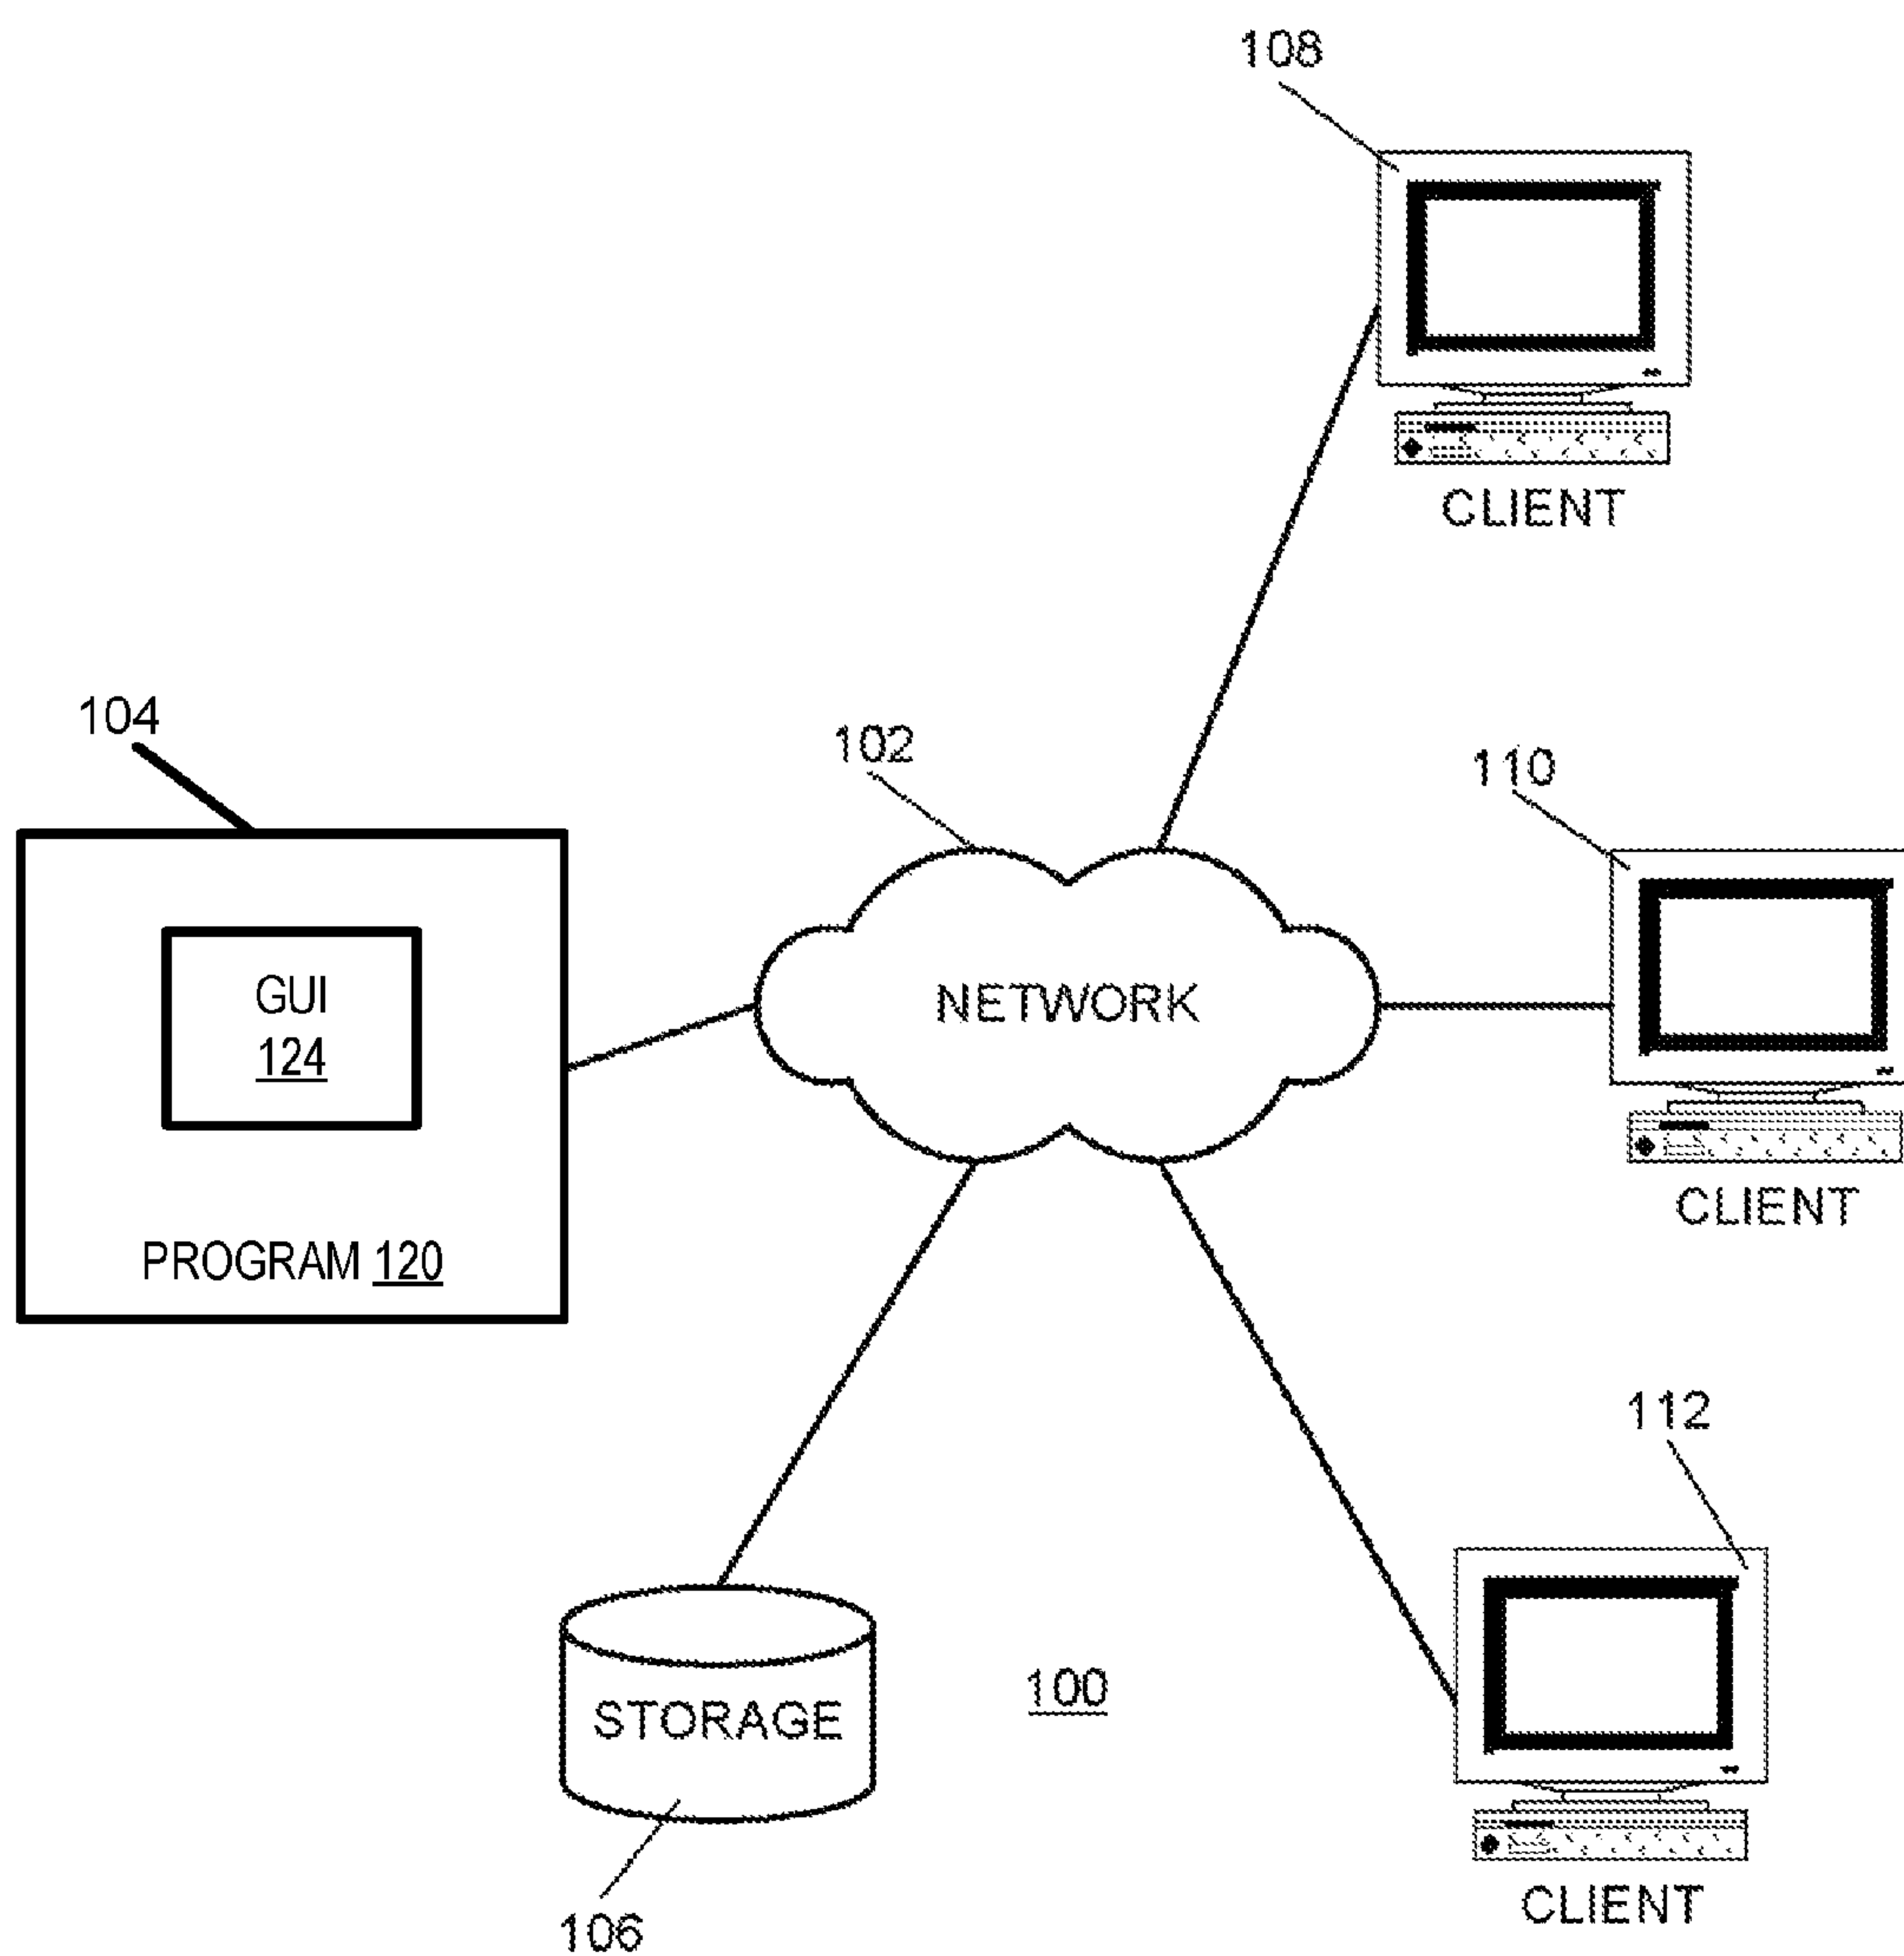 108
CLIENT
104
102
110
GUI
124
NETWORK
CLIENT
PROGRAM 120
112
STORAGE
100
CLIENT
106